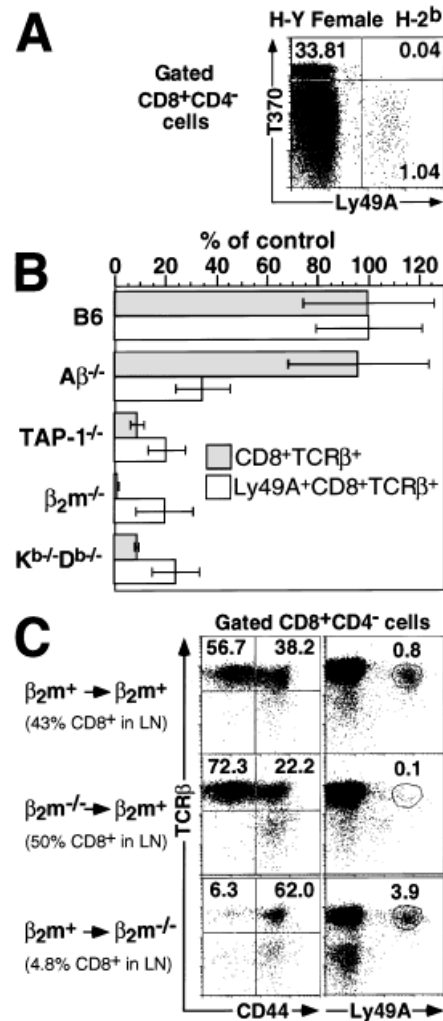 A
H-Y Female H-2ᵇ
Gated
CD8⁺CD4⁻
cells
33.81
0.04
1.04
T370
Ly49A
B
% of control
0 20 40 60 80 100 120
B6
Aβ⁻/⁻
TAP-1⁻/⁻
β₂m⁻/⁻
Kᵇ⁻/⁻Dᵇ⁻/⁻
CD8⁺TCRβ⁺
Ly49A⁺CD8⁺TCRβ⁺
C
Gated CD8⁺CD4⁻ cells
β₂m⁺ → β₂m⁺
(43% CD8⁺ in LN)
56.7 38.2 0.8
β₂m⁻/⁻ → β₂m⁺
(50% CD8⁺ in LN)
72.3 22.2 0.1
β₂m⁺ → β₂m⁻/⁻
(4.8% CD8⁺ in LN)
6.3 62.0 3.9
TCRβ
CD44
Ly49A